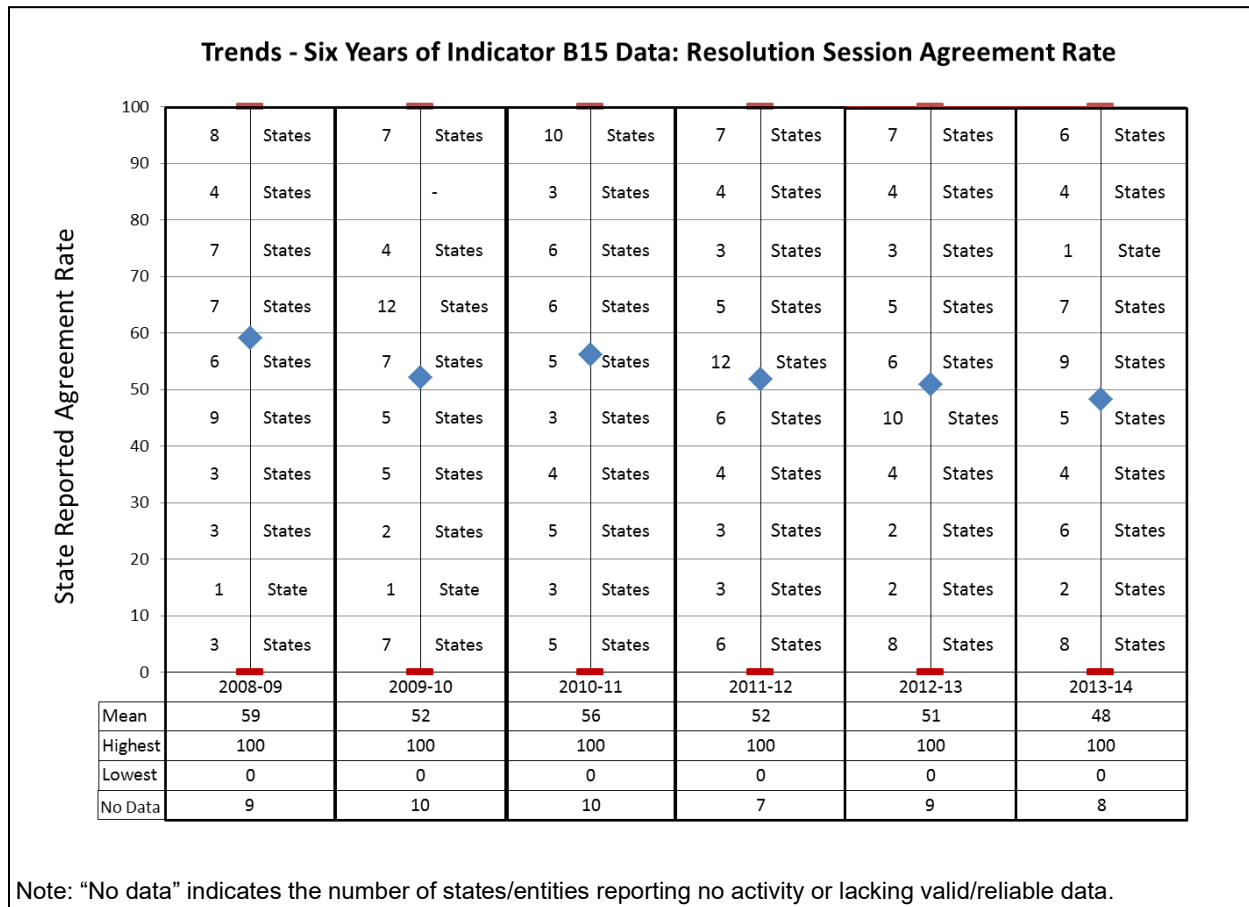 Trends - Six Years of Indicator B15 Data: Resolution Session Agreement Rate
State Reported Agreement Rate
100
8 States 7 States 10 States 7 States 7 States 6 States
90
4 States - 3 States 4 States 4 States 4 States
80
7 States 4 States 6 States 3 States 3 States 1 State
70
7 States 12 States 6 States 5 States 5 States 7 States
60
6 States 7 States 5 States 12 States 6 States 9 States
50
9 States 5 States 3 States 6 States 10 States 5 States
40
3 States 5 States 4 States 4 States 4 States 4 States
30
3 States 2 States 5 States 3 States 2 States 6 States
20
1 State 1 State 3 States 3 States 2 States 2 States
10
3 States 7 States 5 States 6 States 8 States 8 States
0
2008-09 2009-10 2010-11 2011-12 2012-13 2013-14
Mean 59 52 56 52 51 48
Highest 100 100 100 100 100 100
Lowest 0 0 0 0 0 0
No Data 9 10 10 7 9 8
Note: “No data” indicates the number of states/entities reporting no activity or lacking valid/reliable data.